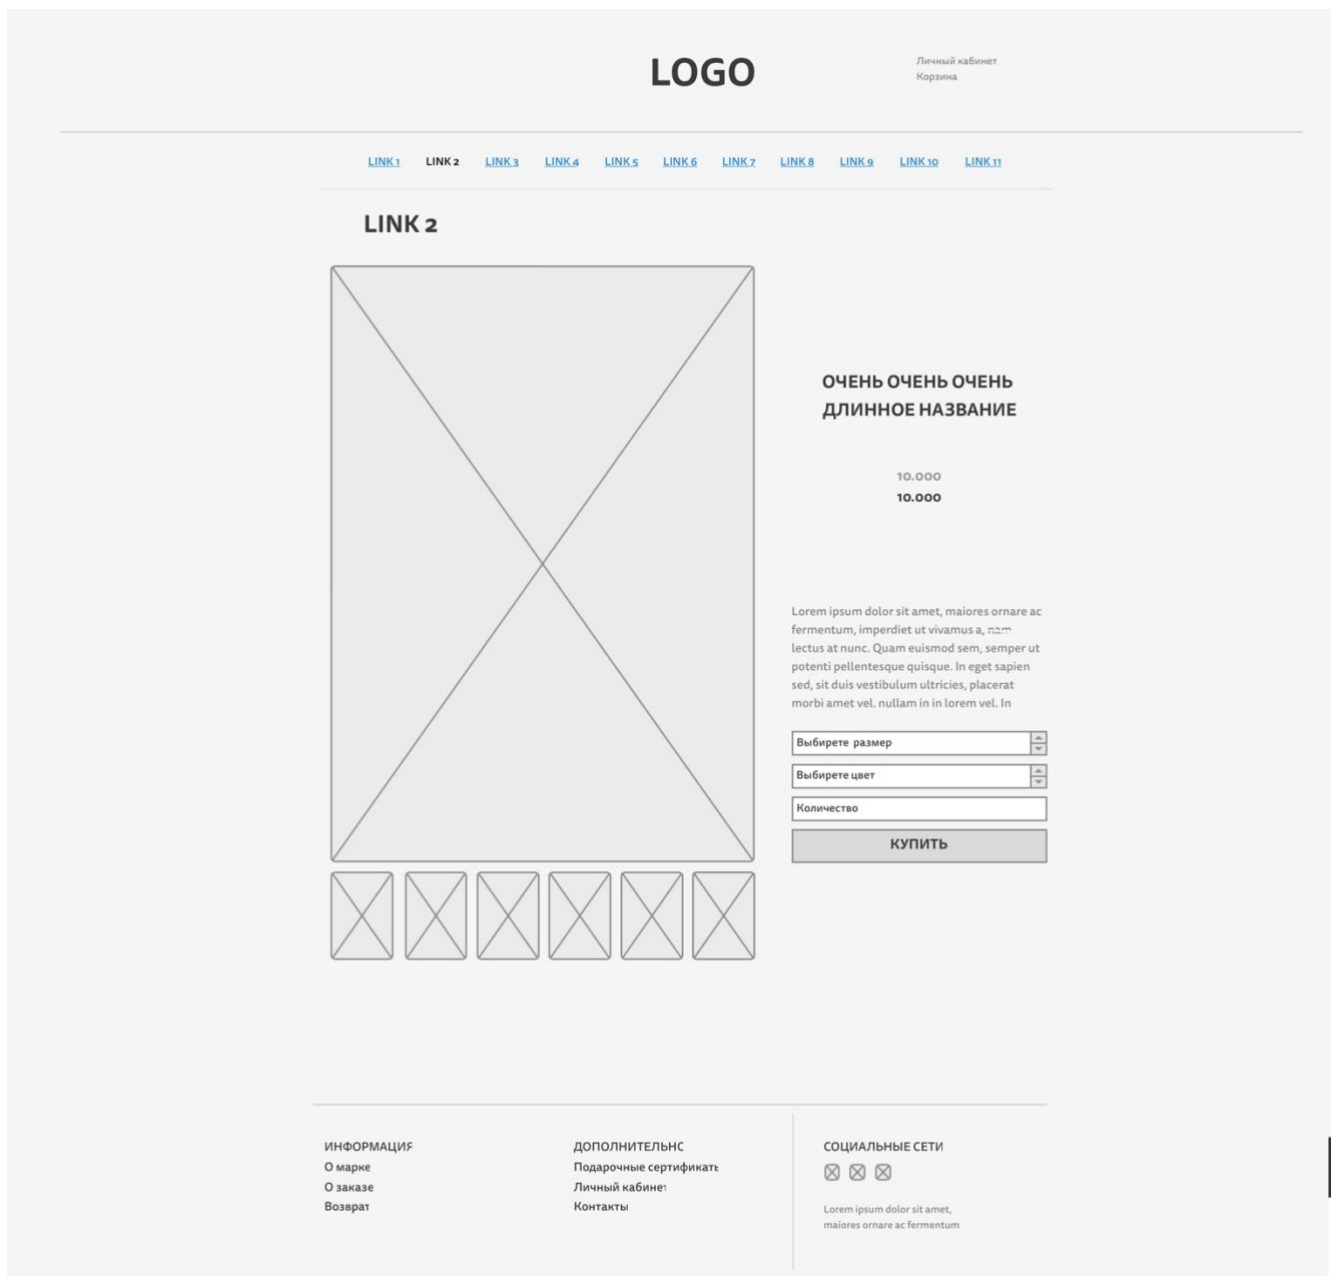 LOGO
Личный кабинет
Корзина
LINK 1 LINK 2 LINK 3 LINK 4 LINK 5 LINK 6 LINK 7 LINK 8 LINK 9 LINK 10 LINK 11
LINK 2
ОЧЕНЬ ОЧЕНЬ ОЧЕНЬ
ДЛИННОЕ НАЗВАНИЕ
10.000
10.000
Lorem ipsum dolor sit amet, maiores ornare ac
fermentum, imperdiet ut vivamus a, nam
lectus at nunc. Quam euismod sem, semper ut
potenti pellentesque quisque. In eget sapien
sed, sit duis vestibulum ultricies, placerat
morbi amet vel. nullam in in lorem vel. In
Выбирете размер
Выбирете цвет
Количество
КУПИТЬ
ИНФОРМАЦИЯ
О марке
О заказе
Возврат
ДОПОЛНИТЕЛЬНС
Подарочные сертификать
Личный кабинет
Контакты
СОЦИАЛЬНЫЕ СЕТИ
Lorem ipsum dolor sit amet,
maiores ornare ac fermentum